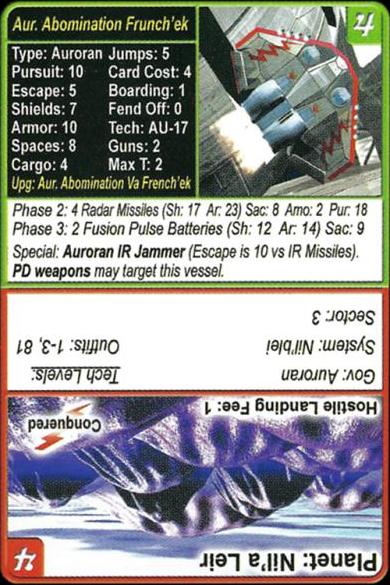 Aur. Abomination Frunch'ek
4
Type: Auroran Jumps: 5
Pursuit: 10 Card Cost: 4
Escape: 5 Boarding: 1
Shields: 7 Fend Off: 0
Armor: 10 Tech: AU-17
Spaces: 8 Guns: 2
Cargo: 4 Max T: 2
Upg: Aur. Abomination Va French'ek
Phase 2: 4 Radar Missiles (Sh: 17 Ar: 23) Sac: 8 Amo: 2 Pur: 18
Phase 3: 2 Fusion Pulse Batteries (Sh: 12 Ar: 14) Sac: 9
Special: Auroran IR Jammer (Escape is 10 vs IR Missiles).
PD weapons may target this vessel.
Planet: Nil'a Leir
4
Hostile Landing Fee: 1
Conquered
Gov: Auroran
Tech Levels:
System: Nil'blei
Outfits: 1-3, 81
Sector: 3